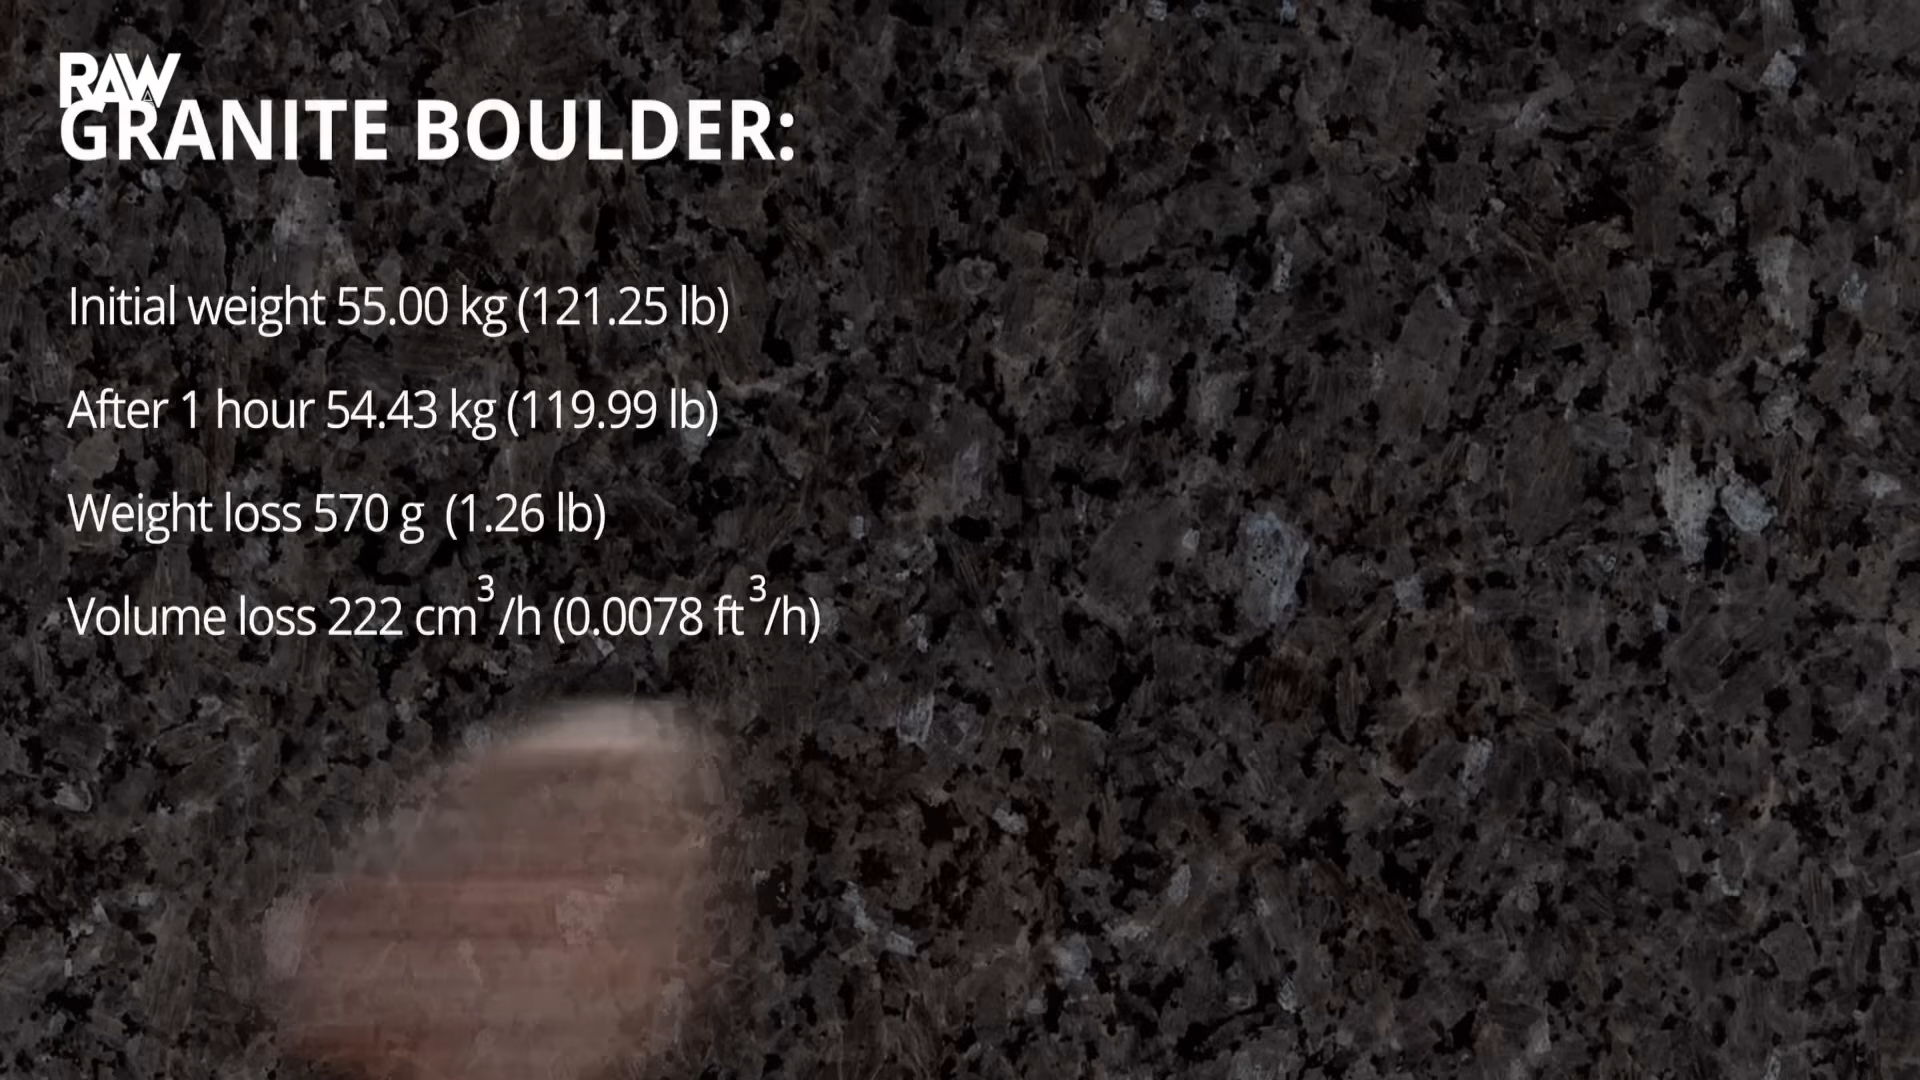 RAW
GRANITE BOULDER:
Initial weight 55.00 kg (121.25 lb)
After 1 hour 54.43 kg (119.99 lb)
Weight loss 570 g (1.26 lb)
Volume loss 222 cm³/h (0.0078 ft³/h)